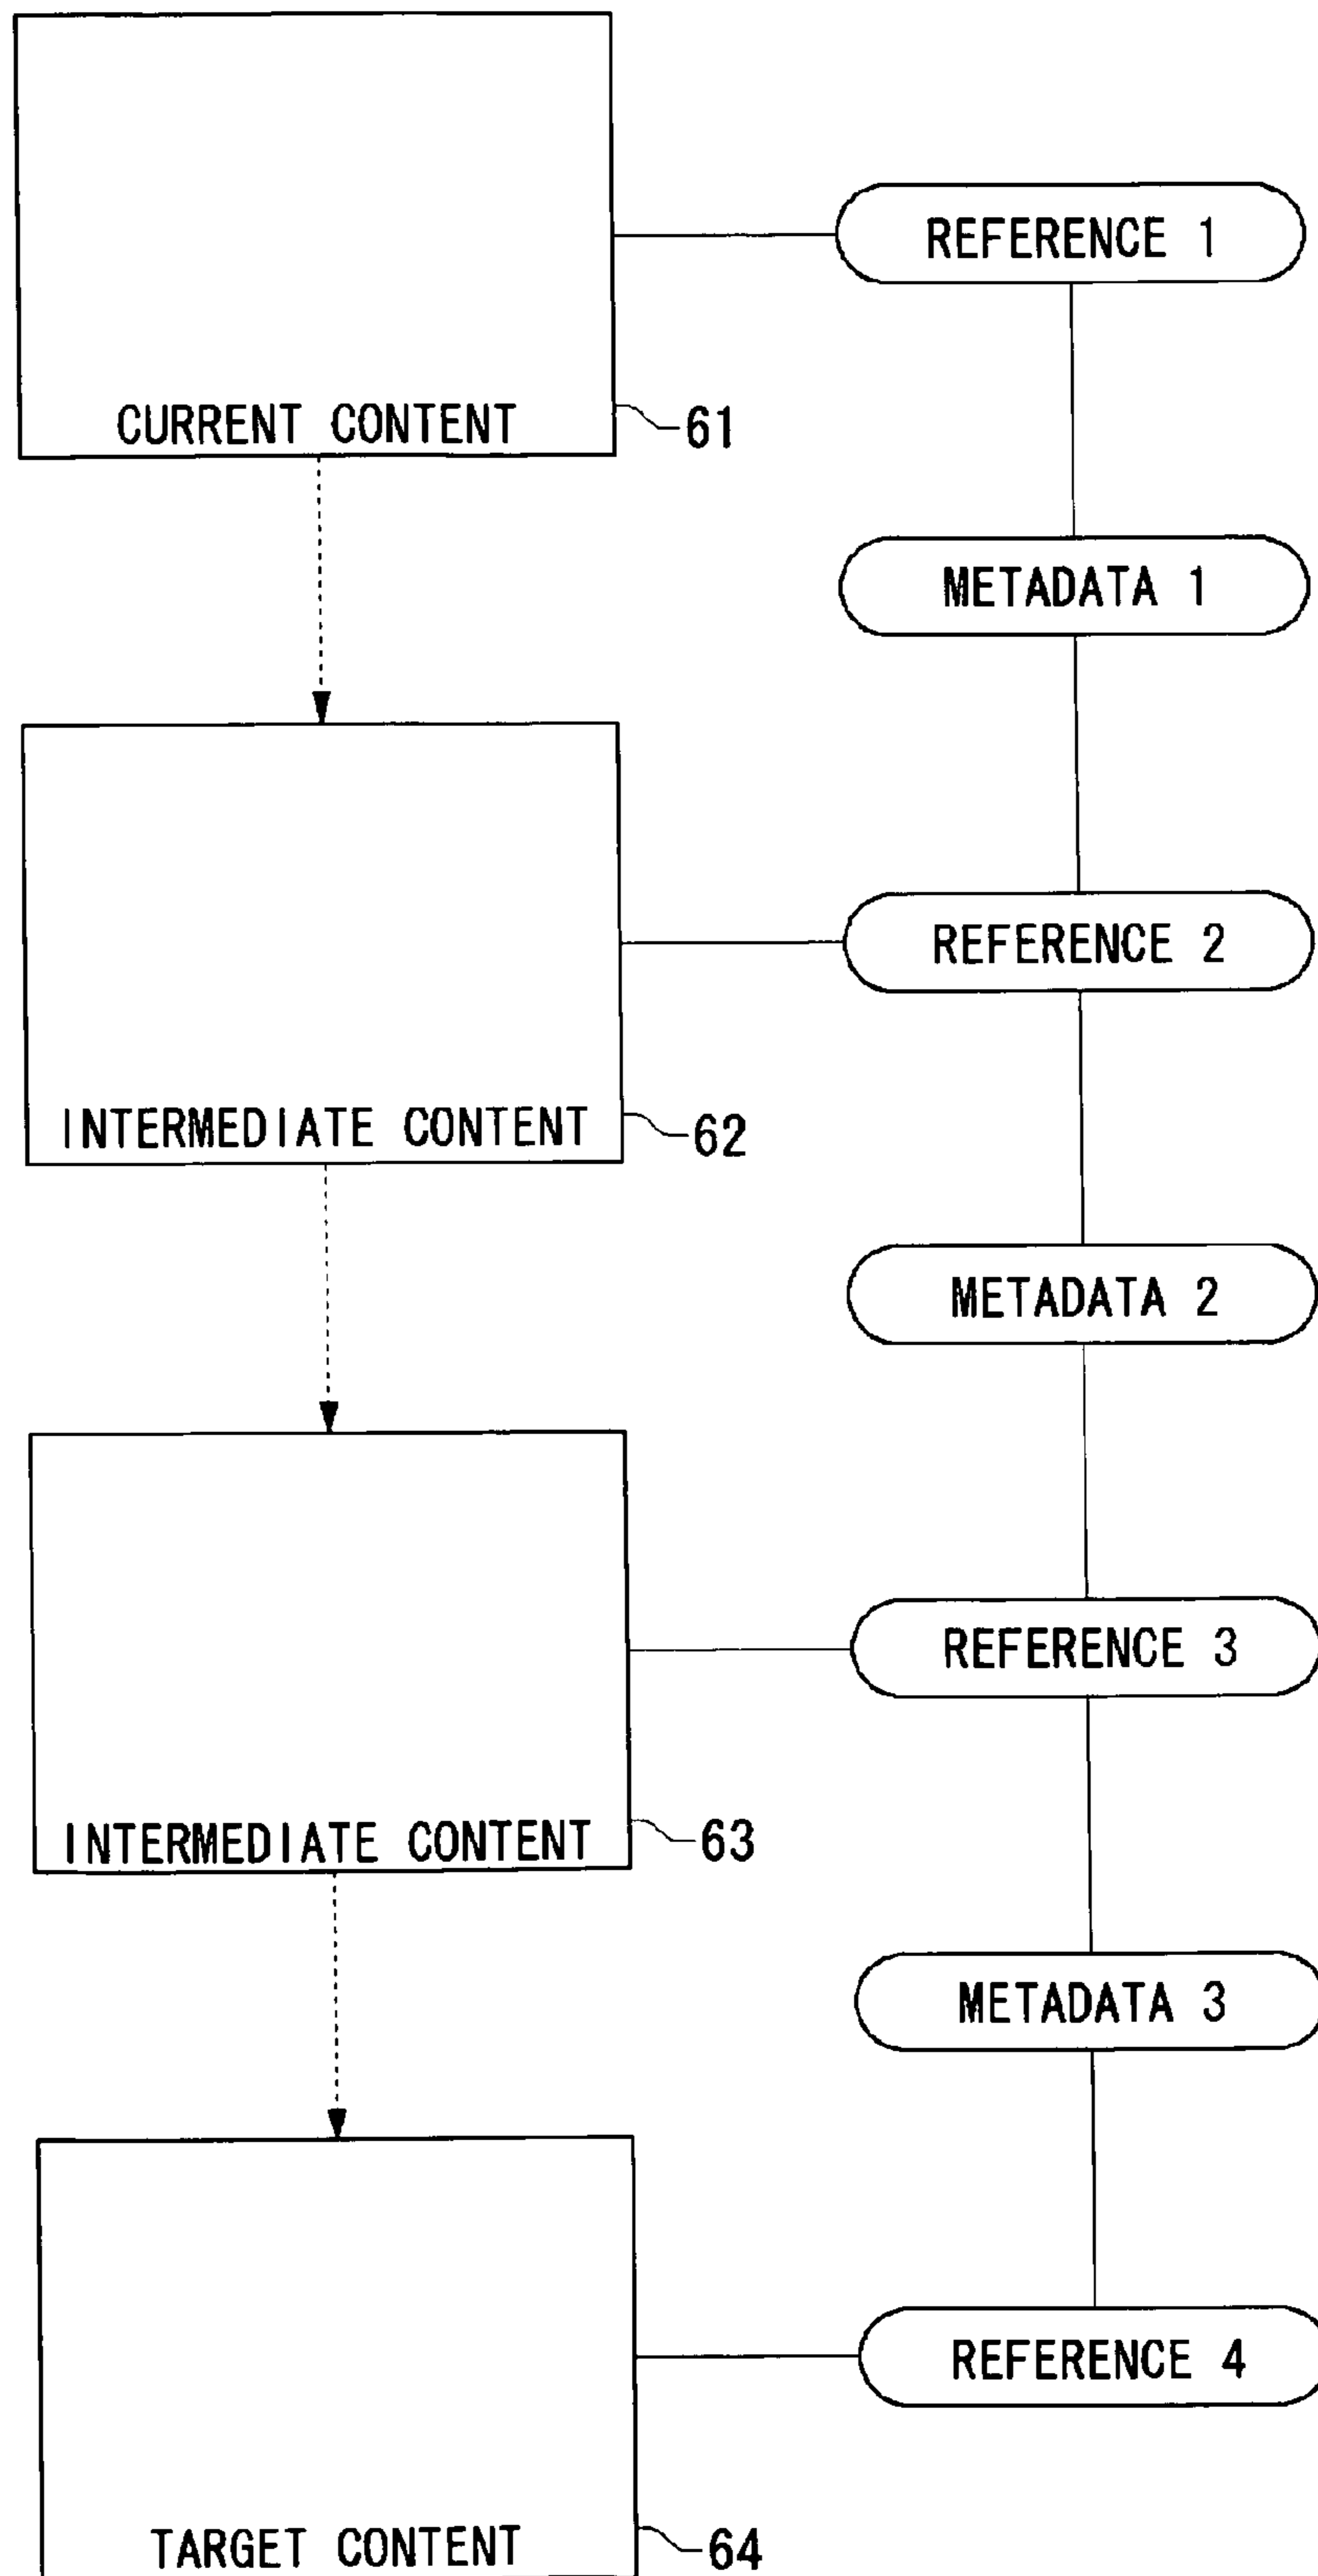 REFERENCE 1
CURRENT CONTENT
61
METADATA 1
REFERENCE 2
INTERMEDIATE CONTENT
62
METADATA 2
REFERENCE 3
INTERMEDIATE CONTENT
63
METADATA 3
REFERENCE 4
TARGET CONTENT
64